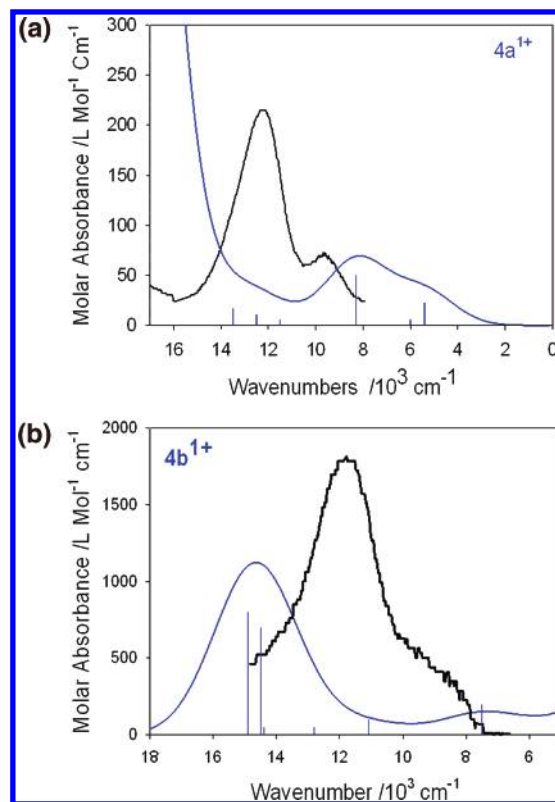 (a)
4a1+
Molar Absorbance /L Mol-1 Cm-1
300
250
200
150
100
50
0
16 14 12 10 8 6 4 2 0
Wavenumbers /103 cm-1
(b)
4b1+
Molar Absorbance /L Mol-1 cm-1
2000
1500
1000
500
0
18 16 14 12 10 8 6
Wavenumber /103 cm-1